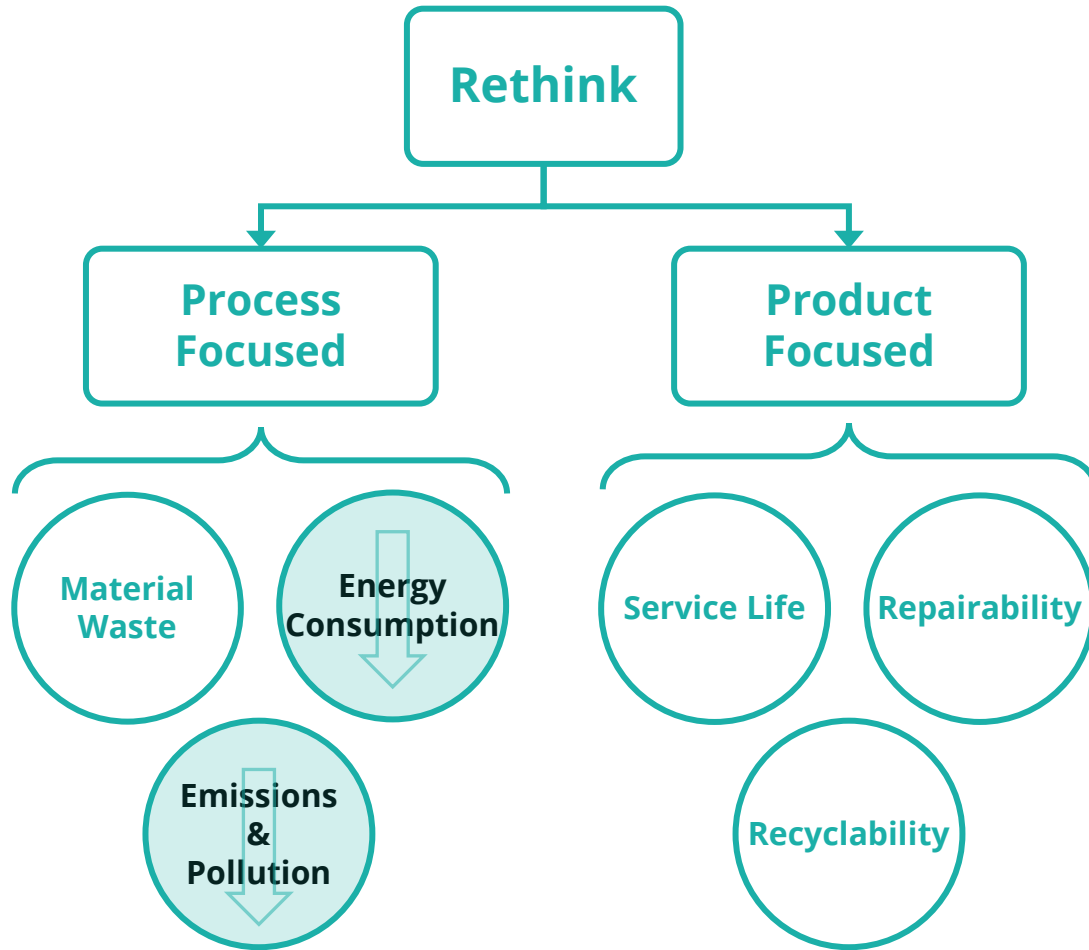 Rethink
Process
Focused
Product
Focused
Material
Waste
Energy
Consumption
Emissions
&
Pollution
Service Life
Repairability
Recyclability